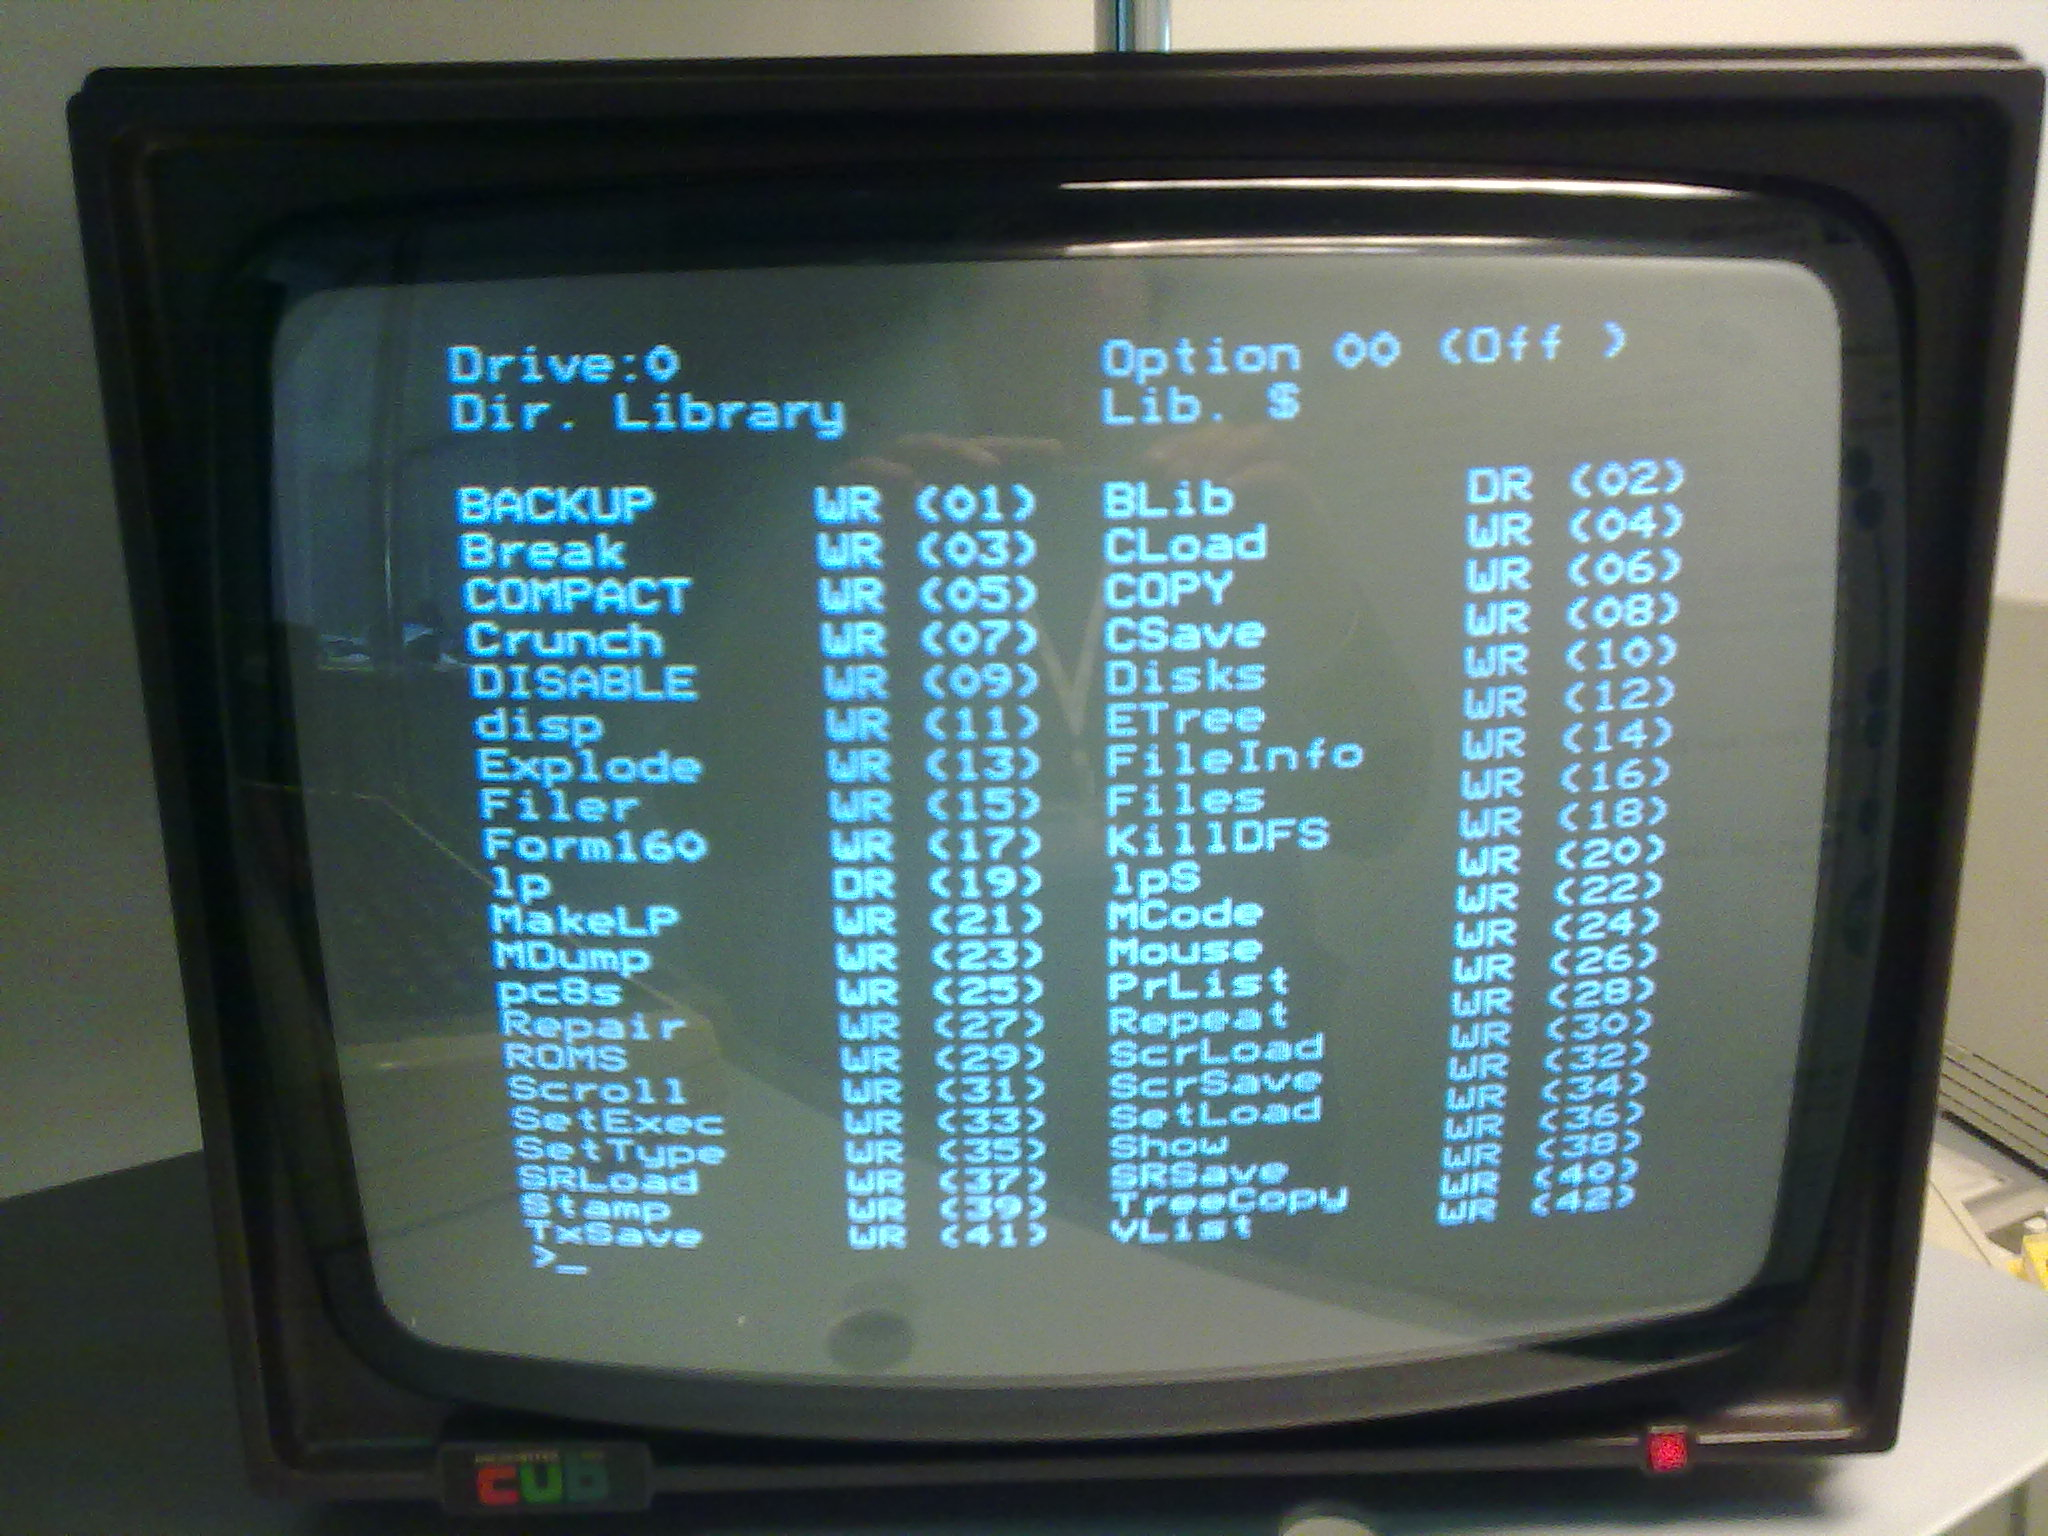 Drive:0 Option 00 (Off )
Dir. Library Lib. $
BACKUP WR (01) BLib DR (02)
Break WR (03) CLoad WR (04)
COMPACT WR (05) COPY WR (06)
Crunch WR (07) CSave WR (08)
DISABLE WR (09) Disks WR (10)
disp WR (11) ETree WR (12)
Explode WR (13) FileInfo WR (14)
Filer WR (15) Files WR (16)
Form160 WR (17) KillDFS WR (18)
lp DR (19) lpS WR (20)
MakeLP WR (21) MCode WR (22)
MDump WR (23) Mouse WR (24)
pc8s WR (25) PrList WR (26)
Repair WR (27) Repeat WR (28)
ROMS WR (29) ScrLoad WR (30)
Scroll WR (31) ScrSave WR (32)
SetExec WR (33) SetLoad WR (34)
SetType WR (35) Show WR (36)
SRLoad WR (37) SRSave WR (38)
Stamp WR (39) TreeCopy WR (40)
TxSave WR (41) VList WR (42)
>_
cub